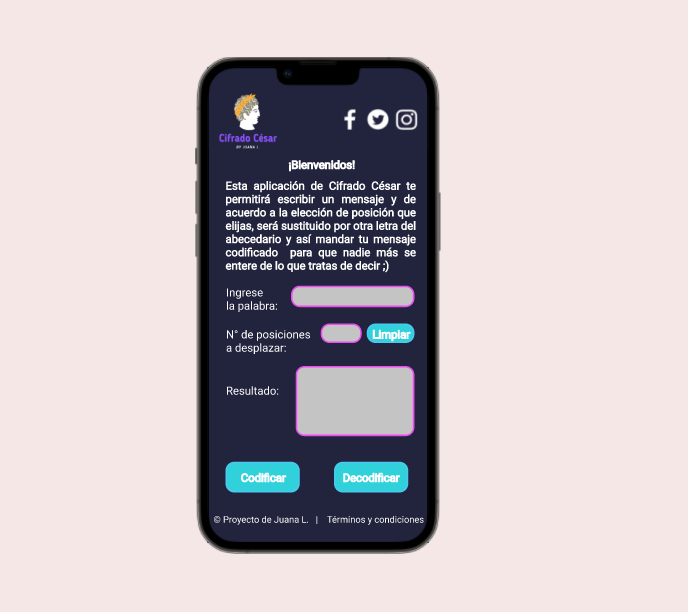 Cifrado César
BY JUANA L
¡Bienvenidos!
Esta aplicación de Cifrado César te
permitirá escribir un mensaje y de
acuerdo a la elección de posición que
elijas, será sustituido por otra letra del
abecedario y así mandar tu mensaje
codificado para que nadie más se
entere de lo que tratas de decir ;)
Ingrese
la palabra:
N° de posiciones
a desplazar:
Limpiar
Resultado:
Codificar
Decodificar
© Proyecto de Juana L. | Términos y condiciones